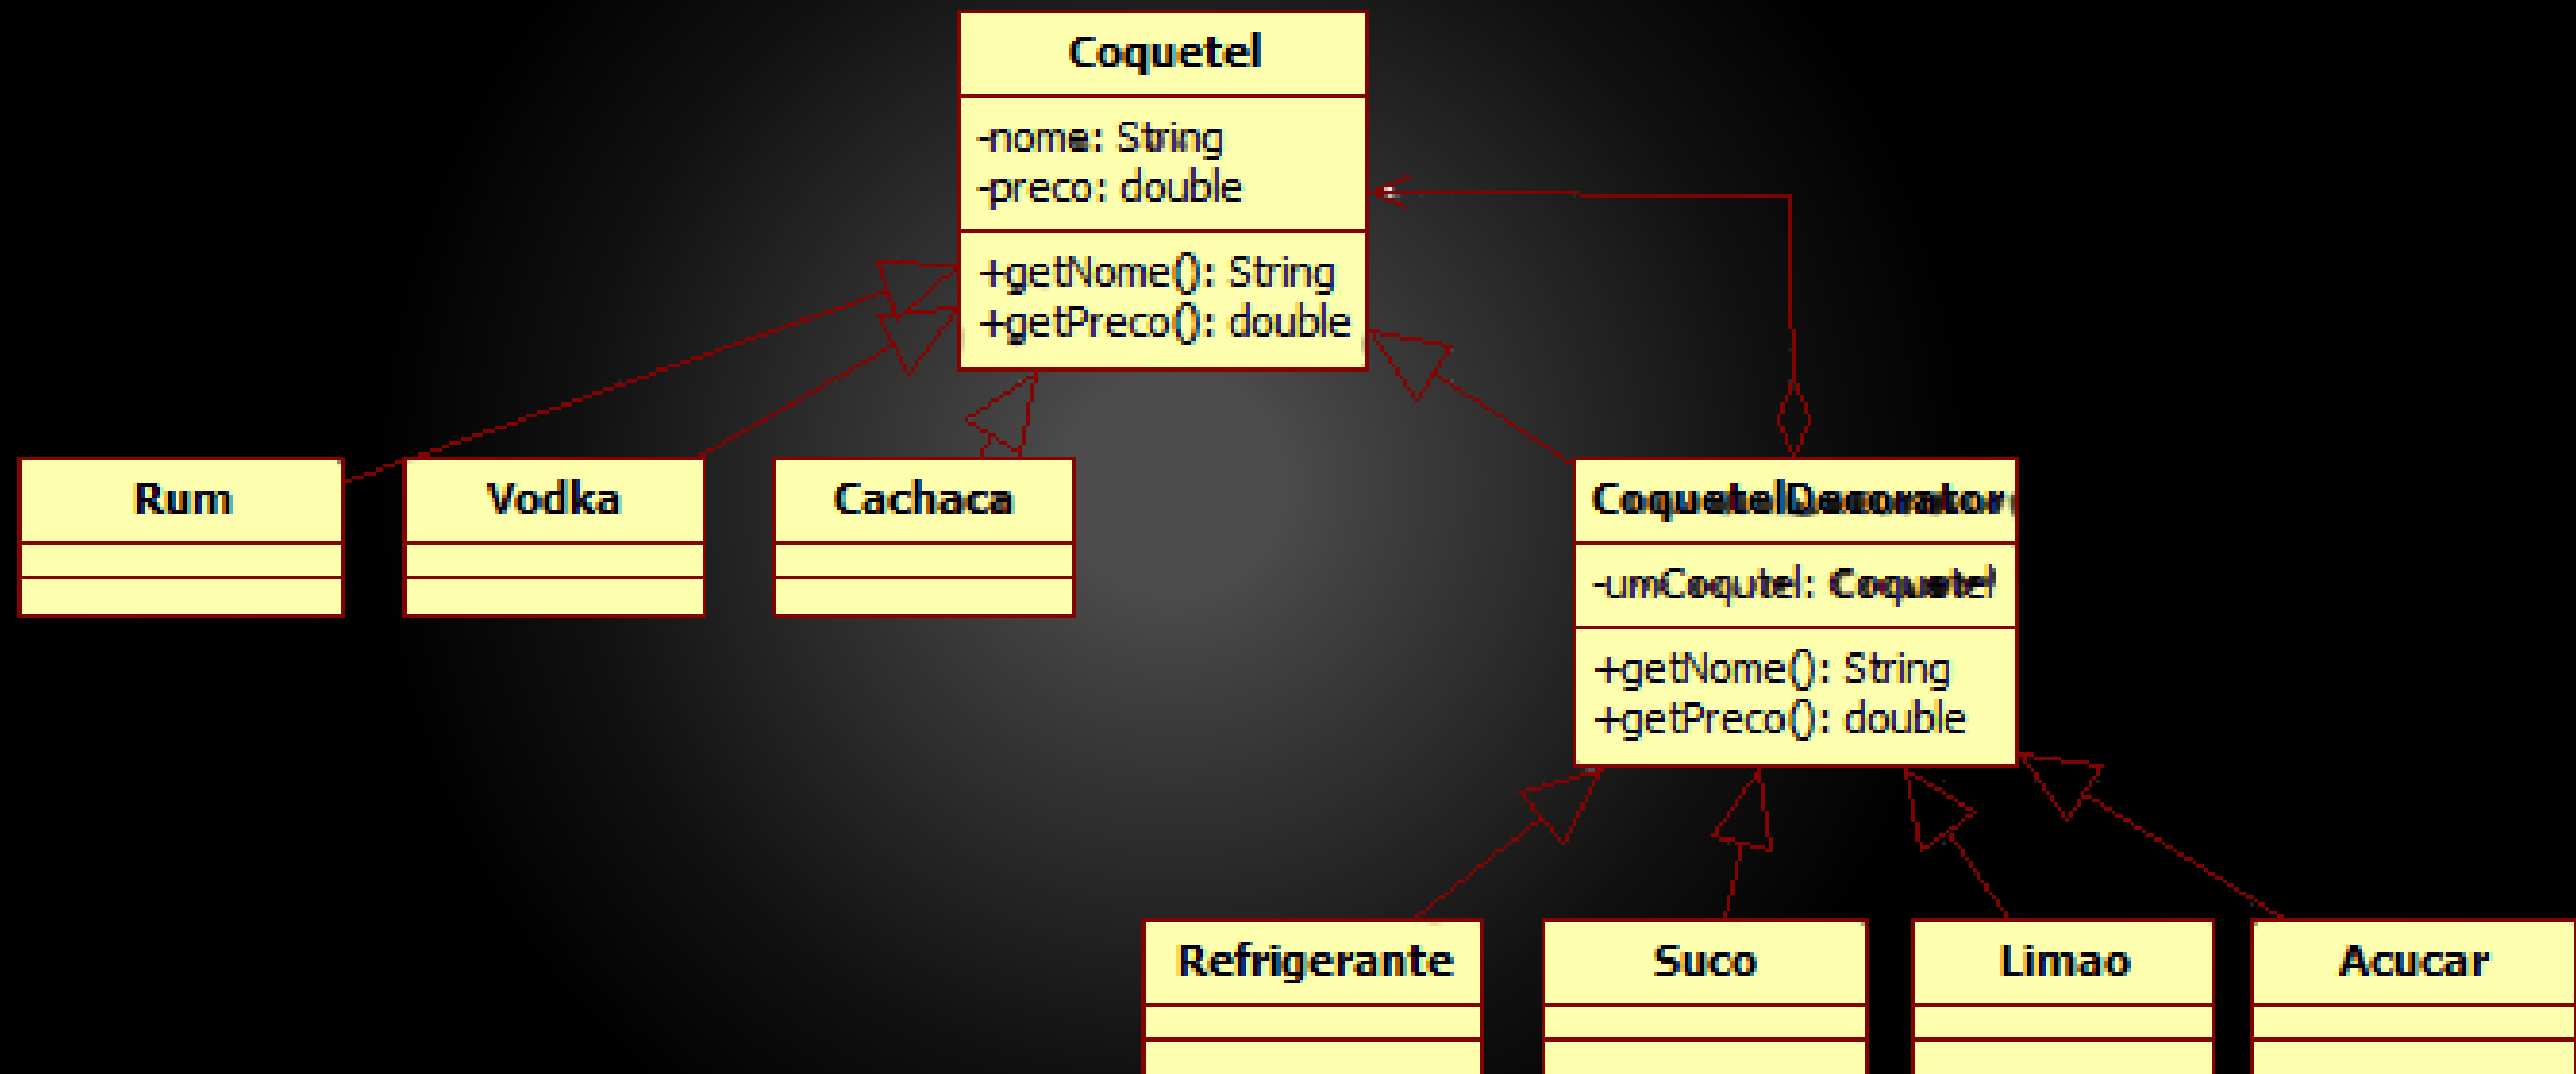 Coquetel
-nome: String
-preco: double
+getNome(): String
+getPreco(): double
Rum
Vodka
Cachaca
CoquetelDecorator
-umCoqutel: Coquetel
+getNome(): String
+getPreco(): double
Refrigerante
Suco
Limao
Acucar